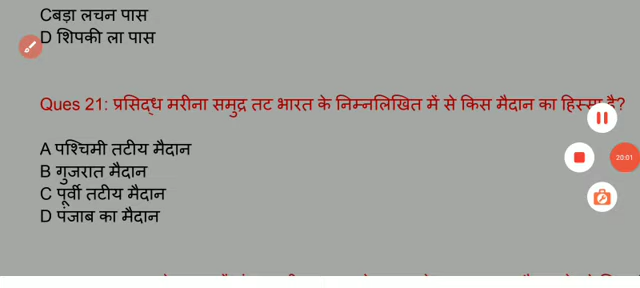 Cबड़ा लचन पास
D शिपकी ला पास
Ques 21: प्रसिद्ध मरीना समुद्र तट भारत के निम्नलिखित में से किस मैदान का हिस्सा है?
A पश्चिमी तटीय मैदान
B गुजरात मैदान
C पूर्वी तटीय मैदान
D पंजाब का मैदान
20:01